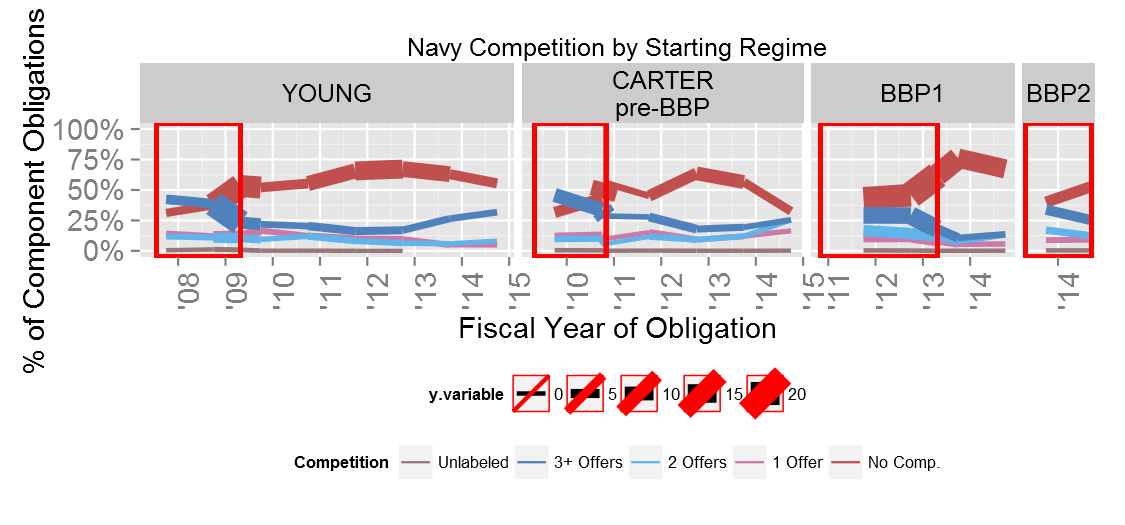 Navy Competition by Starting Regime
YOUNG
CARTER
pre-BBP
BBP1
BBP2
% of Component Obligations
100%
75%
50%
25%
0%
'08 '09 '10 '11 '12 '13 '14 '15 '10 '11 '12 '13 '14 '15 '11 '12 '13 '14 '14
Fiscal Year of Obligation
y.variable 0 5 10 15 20
Competition Unlabeled 3+ Offers 2 Offers 1 Offer No Comp.